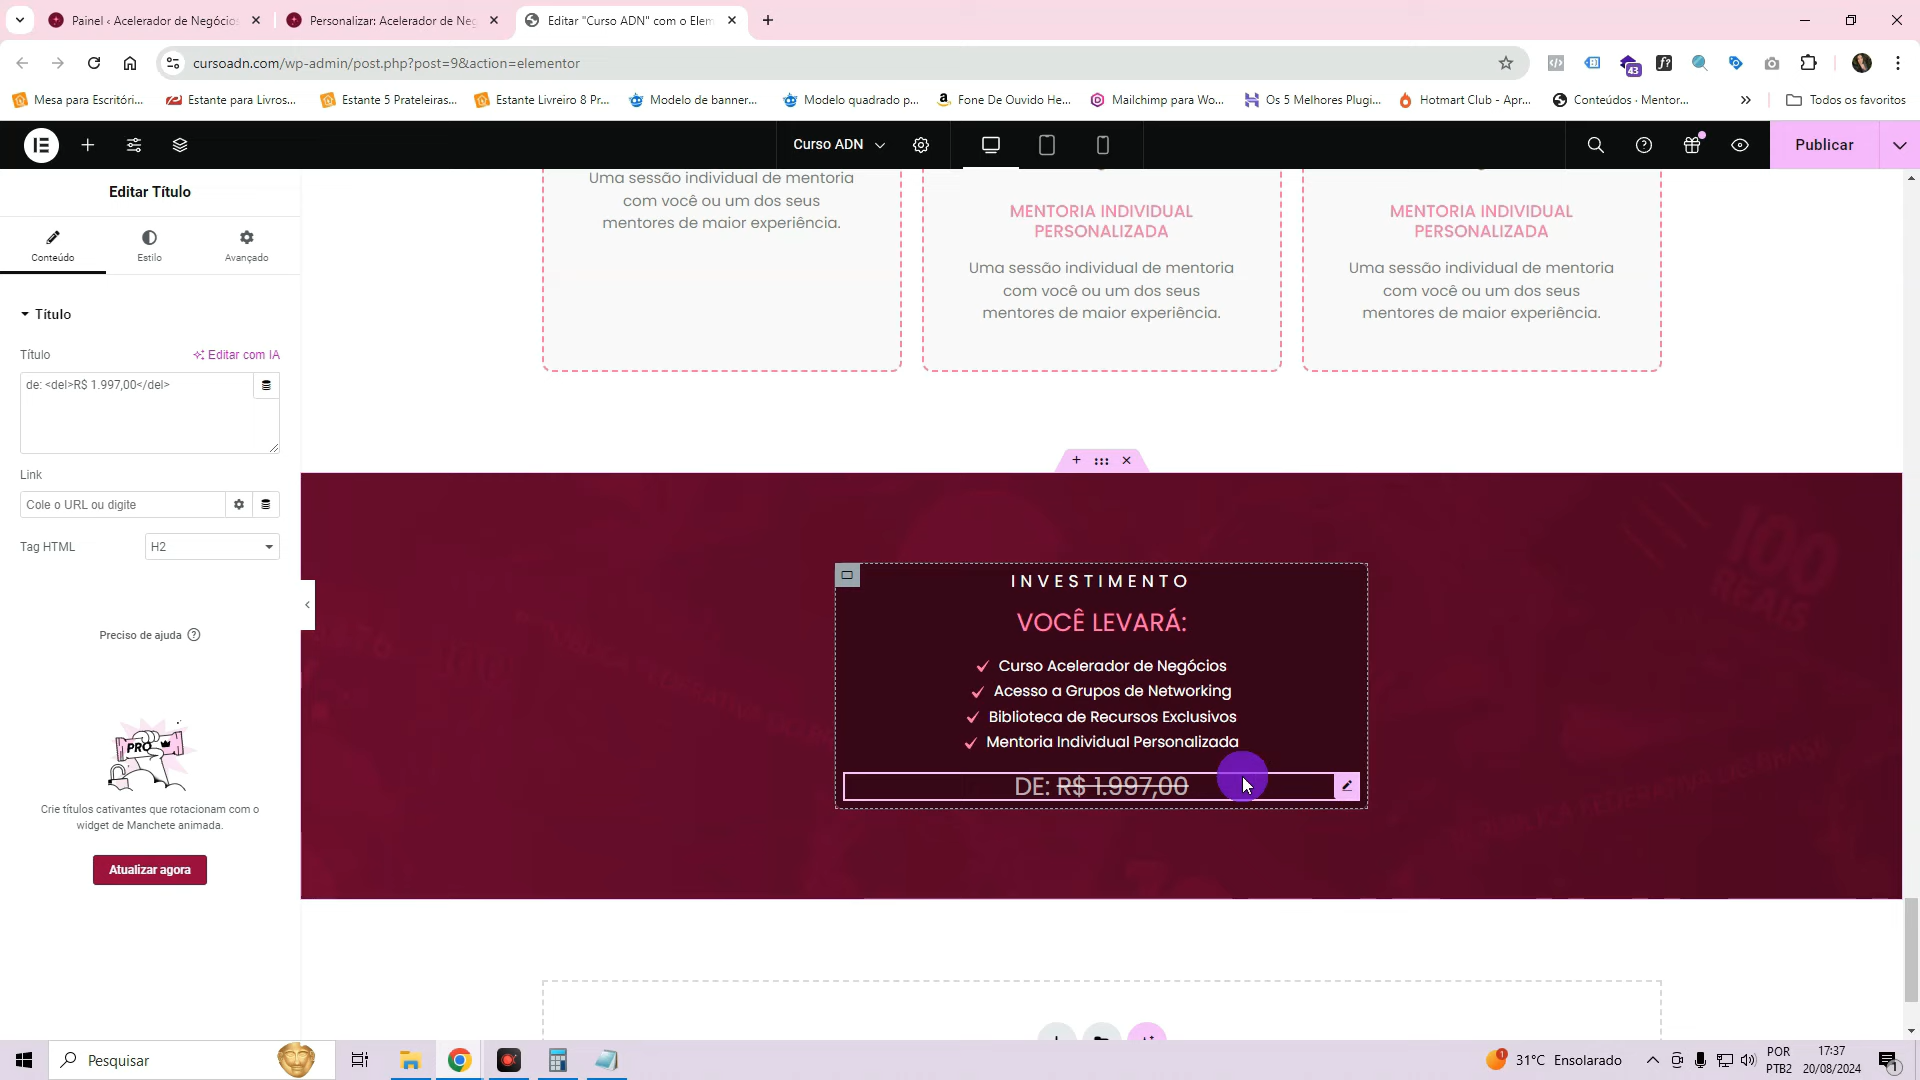 Painel ‹ Acelerador de Negócios
Personalizar: Acelerador de Neg
Editar "Curso ADN" com o Elem
cursoadn.com/wp-admin/post.php?post=9&action=elementor
43
f?
Mesa para Escritóri...
Estante para Livros...
Estante 5 Prateleiras...
Estante Livreiro 8 Pr...
Modelo de banner...
Modelo quadrado p...
Fone De Ouvido He...
Mailchimp para Wo...
Os 5 Melhores Plugi...
Hotmart Club - Apr...
Conteúdos · Mentor...
»
Todos os favoritos
Curso ADN
Publicar
Editar Título
Conteúdo
Estilo
Avançado
Título
Título
Editar com IA
de: <del>R$ 1.997,00</del>
Link
Cole o URL ou digite
Tag HTML
H2
Preciso de ajuda
PRO
Crie títulos cativantes que rotacionam com o
widget de Manchete animada.
Atualizar agora
Uma sessão individual de mentoria
com você ou um dos seus
mentores de maior experiência.
MENTORIA INDIVIDUAL
PERSONALIZADA
Uma sessão individual de mentoria
com você ou um dos seus
mentores de maior experiência.
MENTORIA INDIVIDUAL
PERSONALIZADA
Uma sessão individual de mentoria
com você ou um dos seus
mentores de maior experiência.
INVESTIMENTO
VOCÊ LEVARÁ:
Curso Acelerador de Negócios
Acesso a Grupos de Networking
Biblioteca de Recursos Exclusivos
Mentoria Individual Personalizada
DE: R$ 1.997,00
100
REAIS
Pesquisar
1
31°C Ensolarado
POR
PTB2
17:37
20/08/2024
1